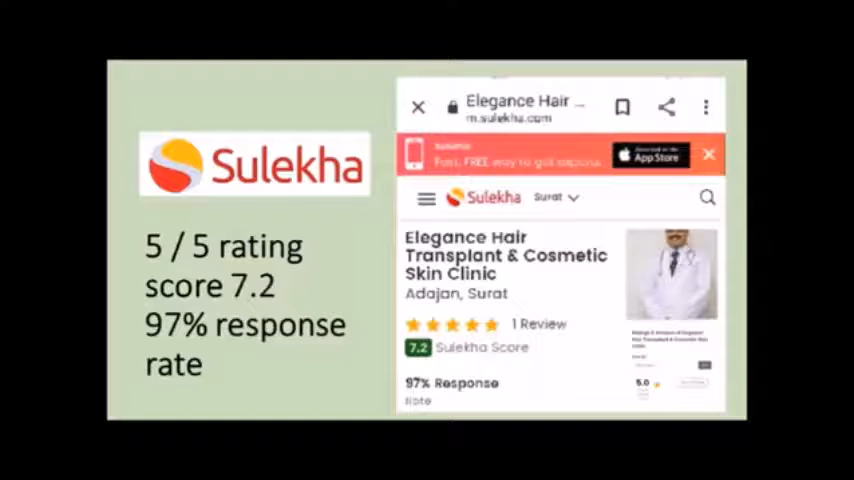 Sulekha
5 / 5 rating
score 7.2
97% response
rate
Elegance Hair ...
m.sulekha.com
Fast, FREE way to get
App Store
Sulekha Surat
Elegance Hair
Transplant & Cosmetic
Skin Clinic
Adajan, Surat
1 Review
7.2 Sulekha Score
97% Response
Rate
5.0